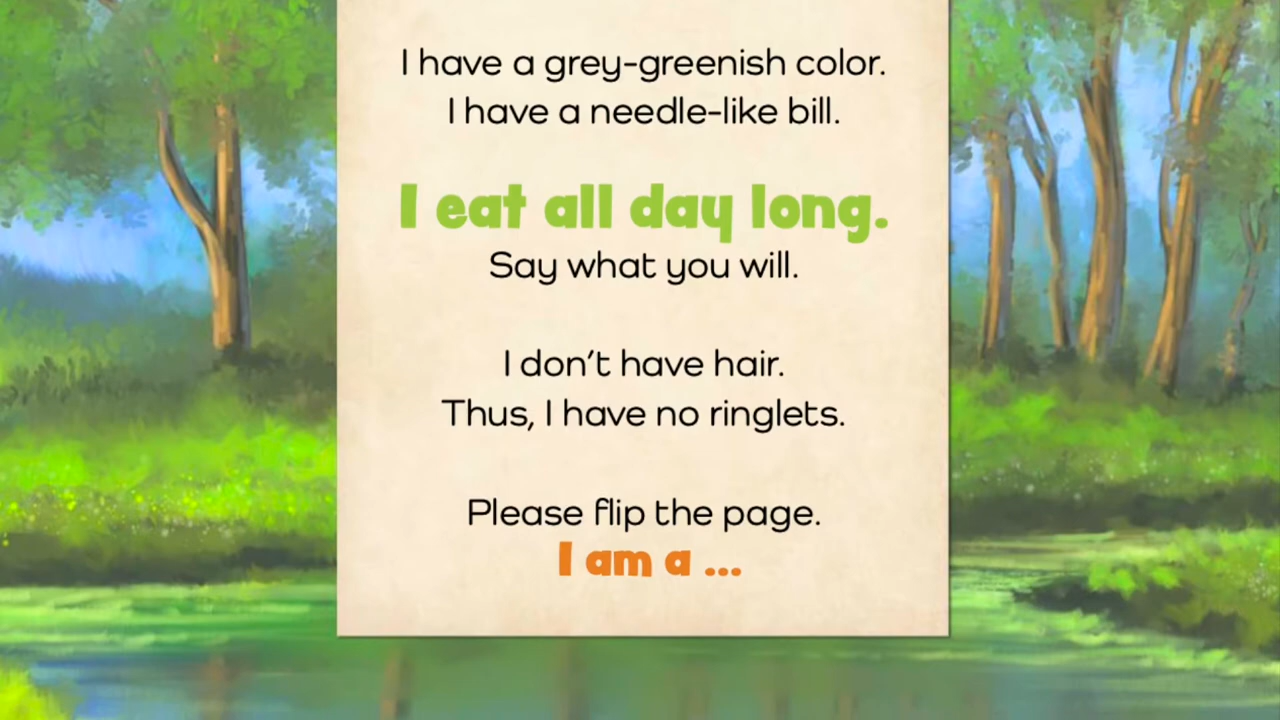 I have a grey-greenish color.
I have a needle-like bill.
I eat all day long.
Say what you will.
I don’t have hair.
Thus, I have no ringlets.
Please flip the page.
I am a ...